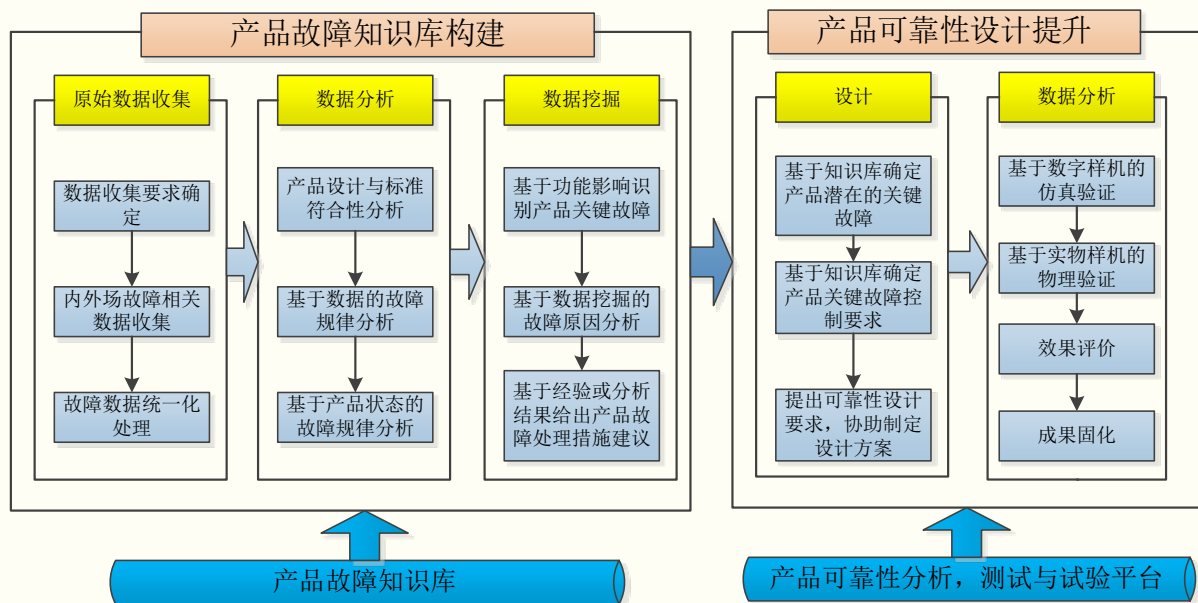 产品故障知识库构建
原始数据收集
数据收集要求确
定
内外场故障相关
数据收集
故障数据统一化
处理
数据分析
产品设计与标准
符合性分析
基于数据的故障
规律分析
基于产品状态的
故障规律分析
数据挖掘
基于功能影响识
别产品关键故障
基于数据挖掘的
故障原因分析
基于经验或分析
结果给出产品故
障处理措施建议
产品故障知识库
产品可靠性设计提升
设计
基于知识库确定
产品潜在的关键
故障
基于知识库确定
产品关键故障控
制要求
提出可靠性设计
要求，协助制定
设计方案
数据分析
基于数字样机的
仿真验证
基于实物样机的
物理验证
效果评价
成果固化
产品可靠性分析，测试与试验平台